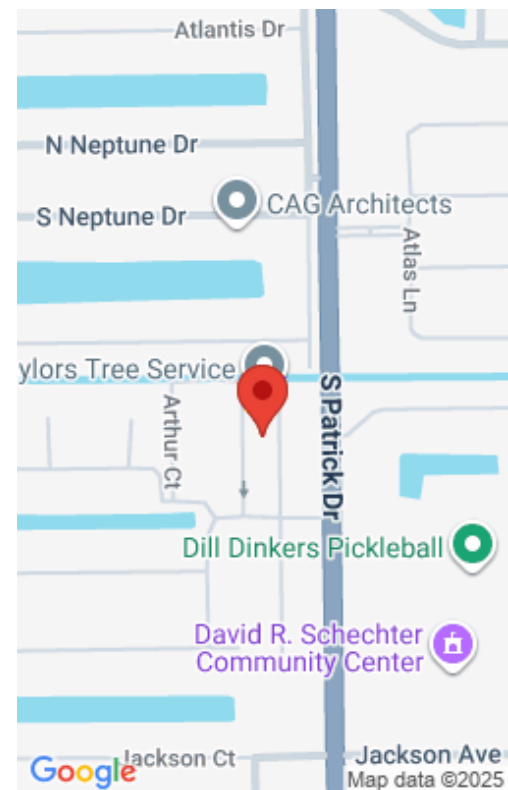 Atlantis Dr
N Neptune Dr
CAG Architects
S Neptune Dr
Atlas Ln
ylors Tree Service
S Patrick Dr
Arthur Ct
Dill Dinkers Pickleball
David R. Schechter
Community Center
Jackson Ct
Jackson Ave
Google
Map data ©2025